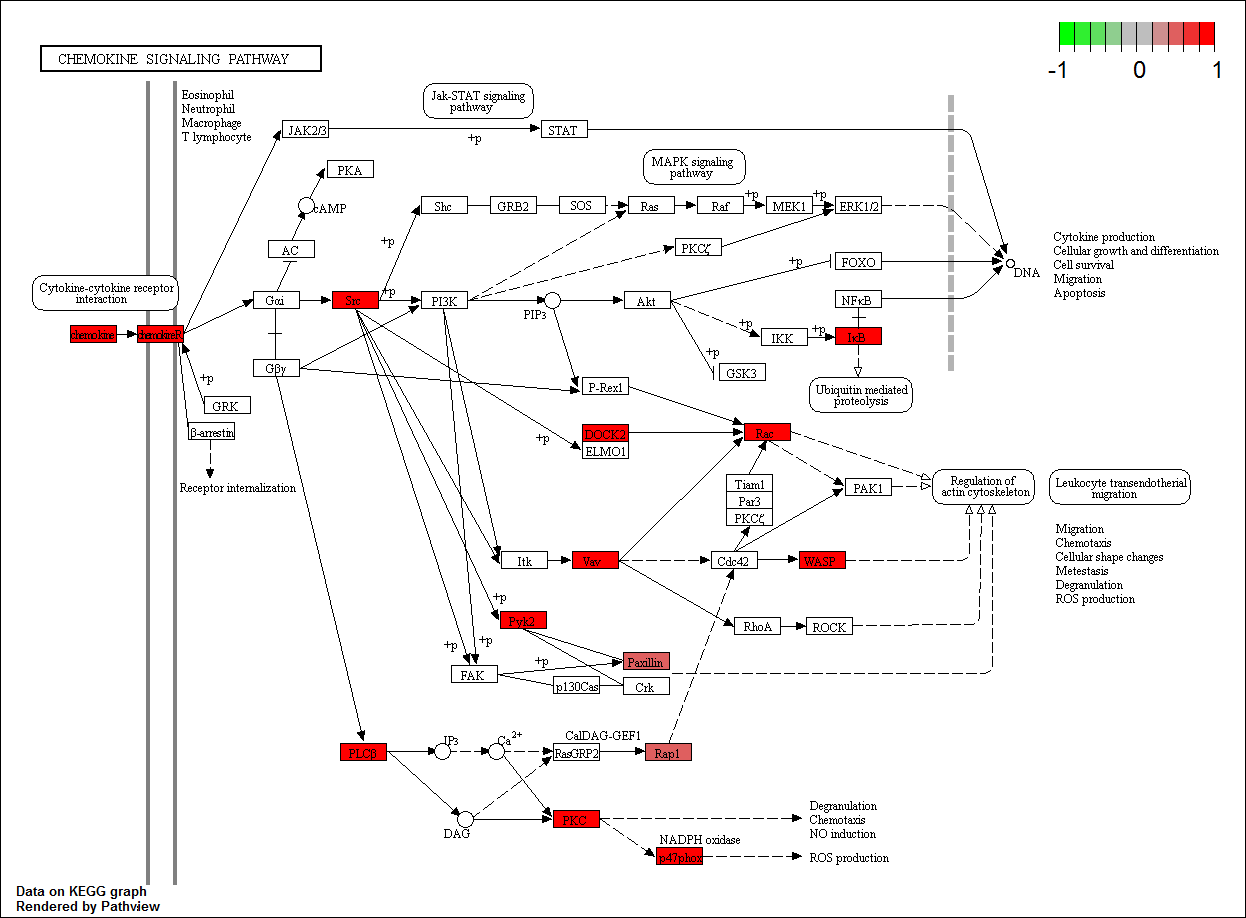 CHEMOKINE SIGNALING PATHWAY
-1 0 1
Eosinophil
Neutrophil
Macrophage
T lymphocyte
Jak-STAT signaling
pathway
JAK2/3
+p
STAT
PKA
cAMP
AC
MAPK signaling
pathway
Shc
GRB2
SOS
Ras
Raf
+p
MEK1
+p
ERK1/2
+p
PKCζ
+p
FOXO
Cytokine production
Cellular growth and differentiation
Cell survival
Migration
Apoptosis
DNA
Cytokine-cytokine receptor
interaction
chemokine
chemokineR
Gαi
Src
+p
PI3K
PIP3
Akt
NFκB
+p
IKK
+p
IκB
+p
GSK3
Gβγ
+p
GRK
β-arrestin
Receptor internalization
P-Rex1
Ubiquitin mediated
proteolysis
+p
DOCK2
ELMO1
Rac
Tiam1
Par3
PKCζ
PAK1
Regulation of
actin cytoskeleton
Leukocyte transendotherial
migration
Migration
Chemotaxis
Cellular shape changes
Metastasis
Degranulation
ROS production
Itk
Vav
Cdc42
WASP
+p
Pyk2
RhoA
ROCK
+p
+p
FAK
+p
Paxillin
p130Cas
Crk
PLCβ
IP3
Ca2+
CalDAG-GEF1
RasGRP2
Rap1
DAG
PKC
Degranulation
Chemotaxis
NO induction
NADPH oxidase
p47phox
ROS production
Data on KEGG graph
Rendered by Pathview